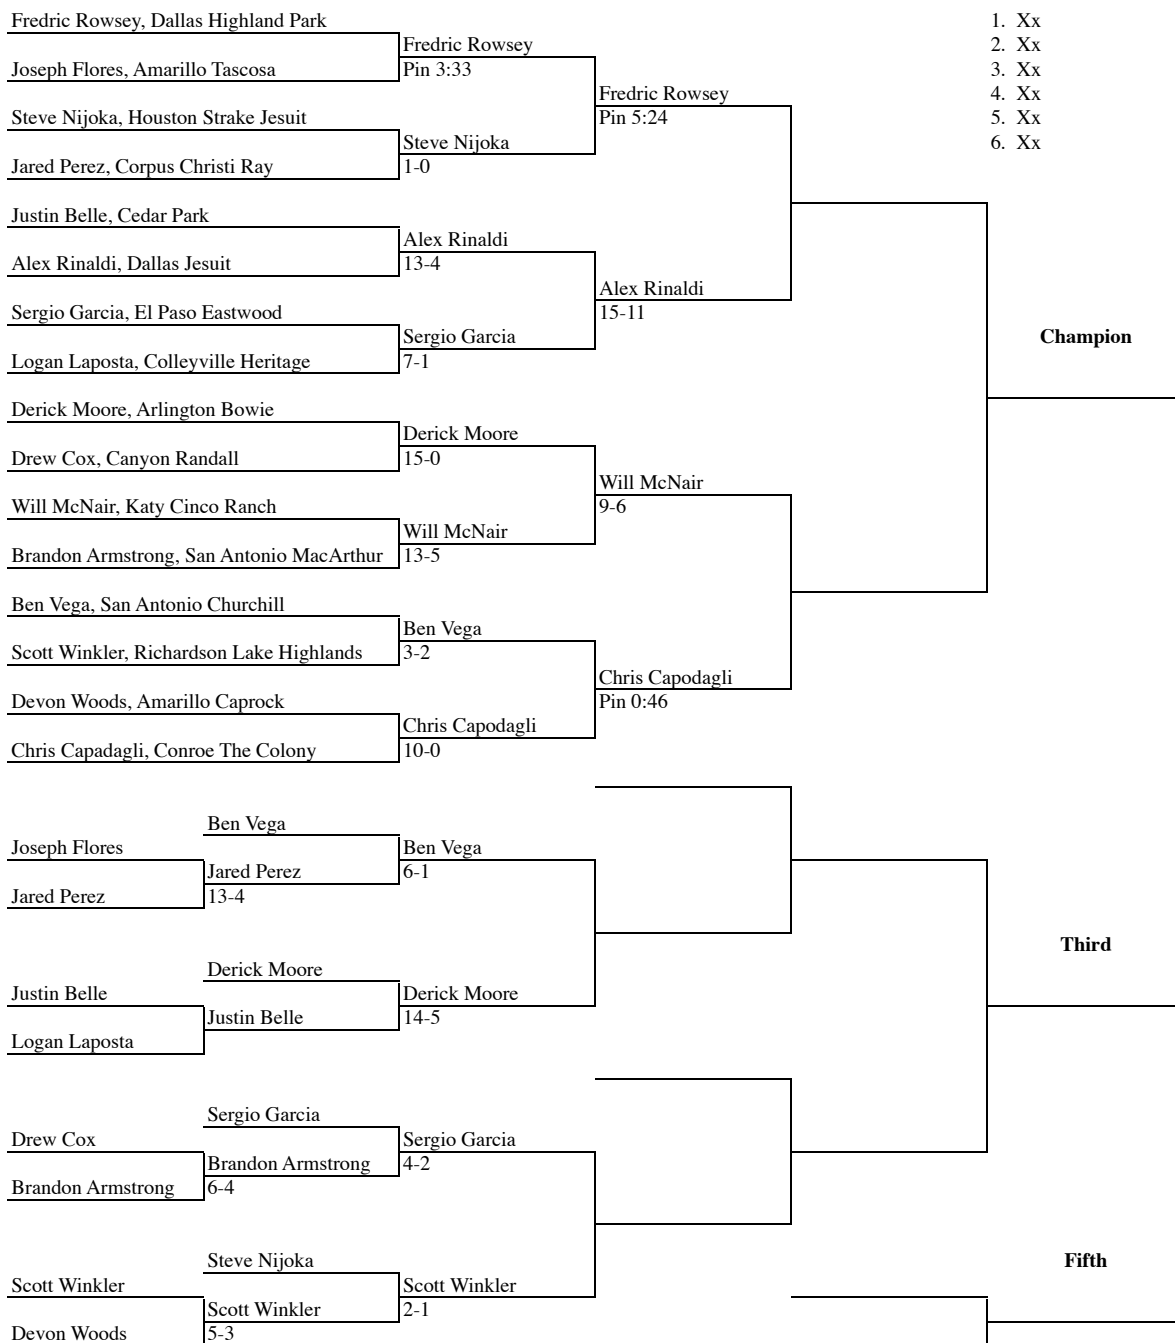 Fredric Rowsey, Dallas Highland Park
1. Xx
2. Xx
Fredric Rowsey
Joseph Flores, Amarillo Tascosa
Pin 3:33
3. Xx
Fredric Rowsey
4. Xx
Steve Nijoka, Houston Strake Jesuit
Pin 5:24
5. Xx
Steve Nijoka
6. Xx
Jared Perez, Corpus Christi Ray
1-0
Justin Belle, Cedar Park
Alex Rinaldi
Alex Rinaldi, Dallas Jesuit
13-4
Alex Rinaldi
Sergio Garcia, El Paso Eastwood
15-11
Sergio Garcia
Champion
Logan Laposta, Colleyville Heritage
7-1
Derick Moore, Arlington Bowie
Derick Moore
Drew Cox, Canyon Randall
15-0
Will McNair
Will McNair, Katy Cinco Ranch
9-6
Will McNair
Brandon Armstrong, San Antonio MacArthur
13-5
Ben Vega, San Antonio Churchill
Ben Vega
Scott Winkler, Richardson Lake Highlands
3-2
Chris Capodagli
Devon Woods, Amarillo Caprock
Pin 0:46
Chris Capodagli
Chris Capadagli, Conroe The Colony
10-0
Ben Vega
Joseph Flores
Ben Vega
Jared Perez
6-1
Jared Perez
13-4
Third
Derick Moore
Justin Belle
Derick Moore
Justin Belle
14-5
Logan Laposta
Sergio Garcia
Drew Cox
Sergio Garcia
Brandon Armstrong
4-2
Brandon Armstrong
6-4
Steve Nijoka
Fifth
Scott Winkler
Scott Winkler
Scott Winkler
2-1
Devon Woods
5-3